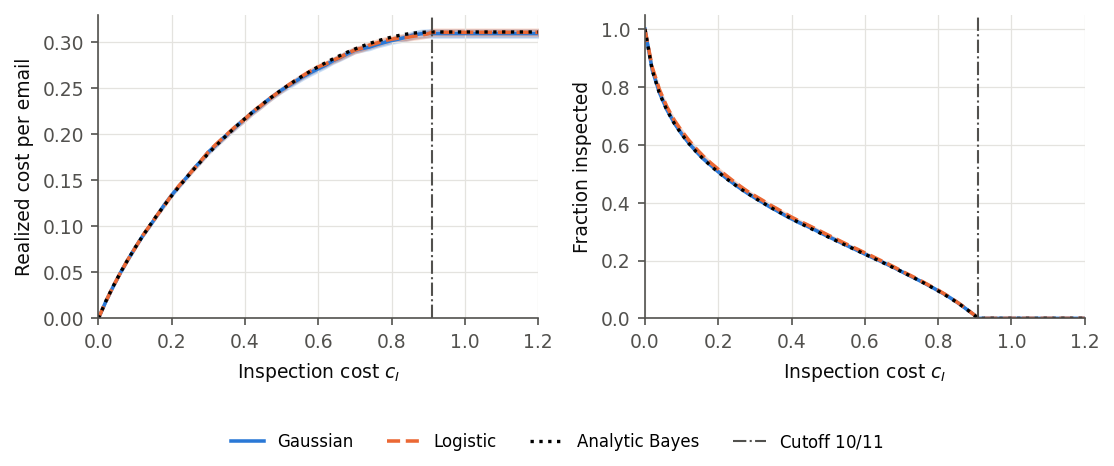 Realized cost per email
0.30
0.25
0.20
0.15
0.10
0.05
0.00
0.0 0.2 0.4 0.6 0.8 1.0 1.2
Inspection cost c_I
Fraction inspected
1.0
0.8
0.6
0.4
0.2
0.0
0.0 0.2 0.4 0.6 0.8 1.0 1.2
Inspection cost c_I
Gaussian Logistic Analytic Bayes Cutoff 10/11